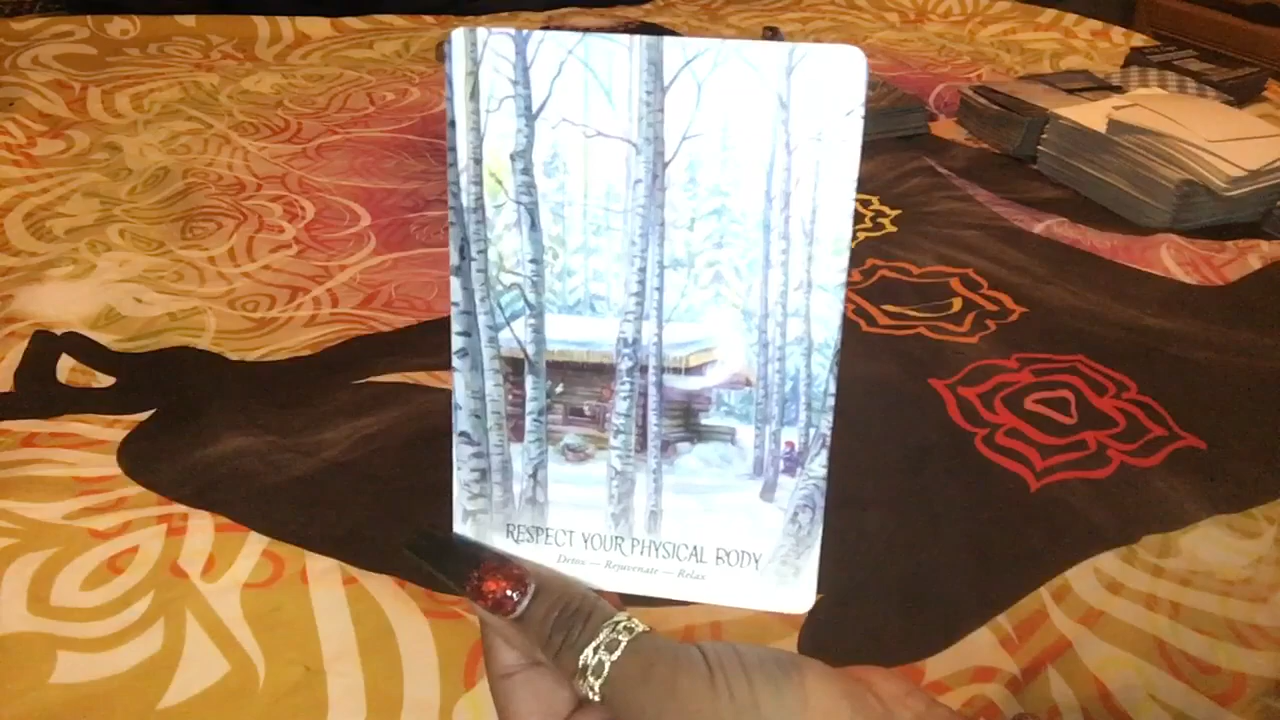 RESPECT YOUR PHYSICAL BODY
Detox — Rejuvenate — Relax